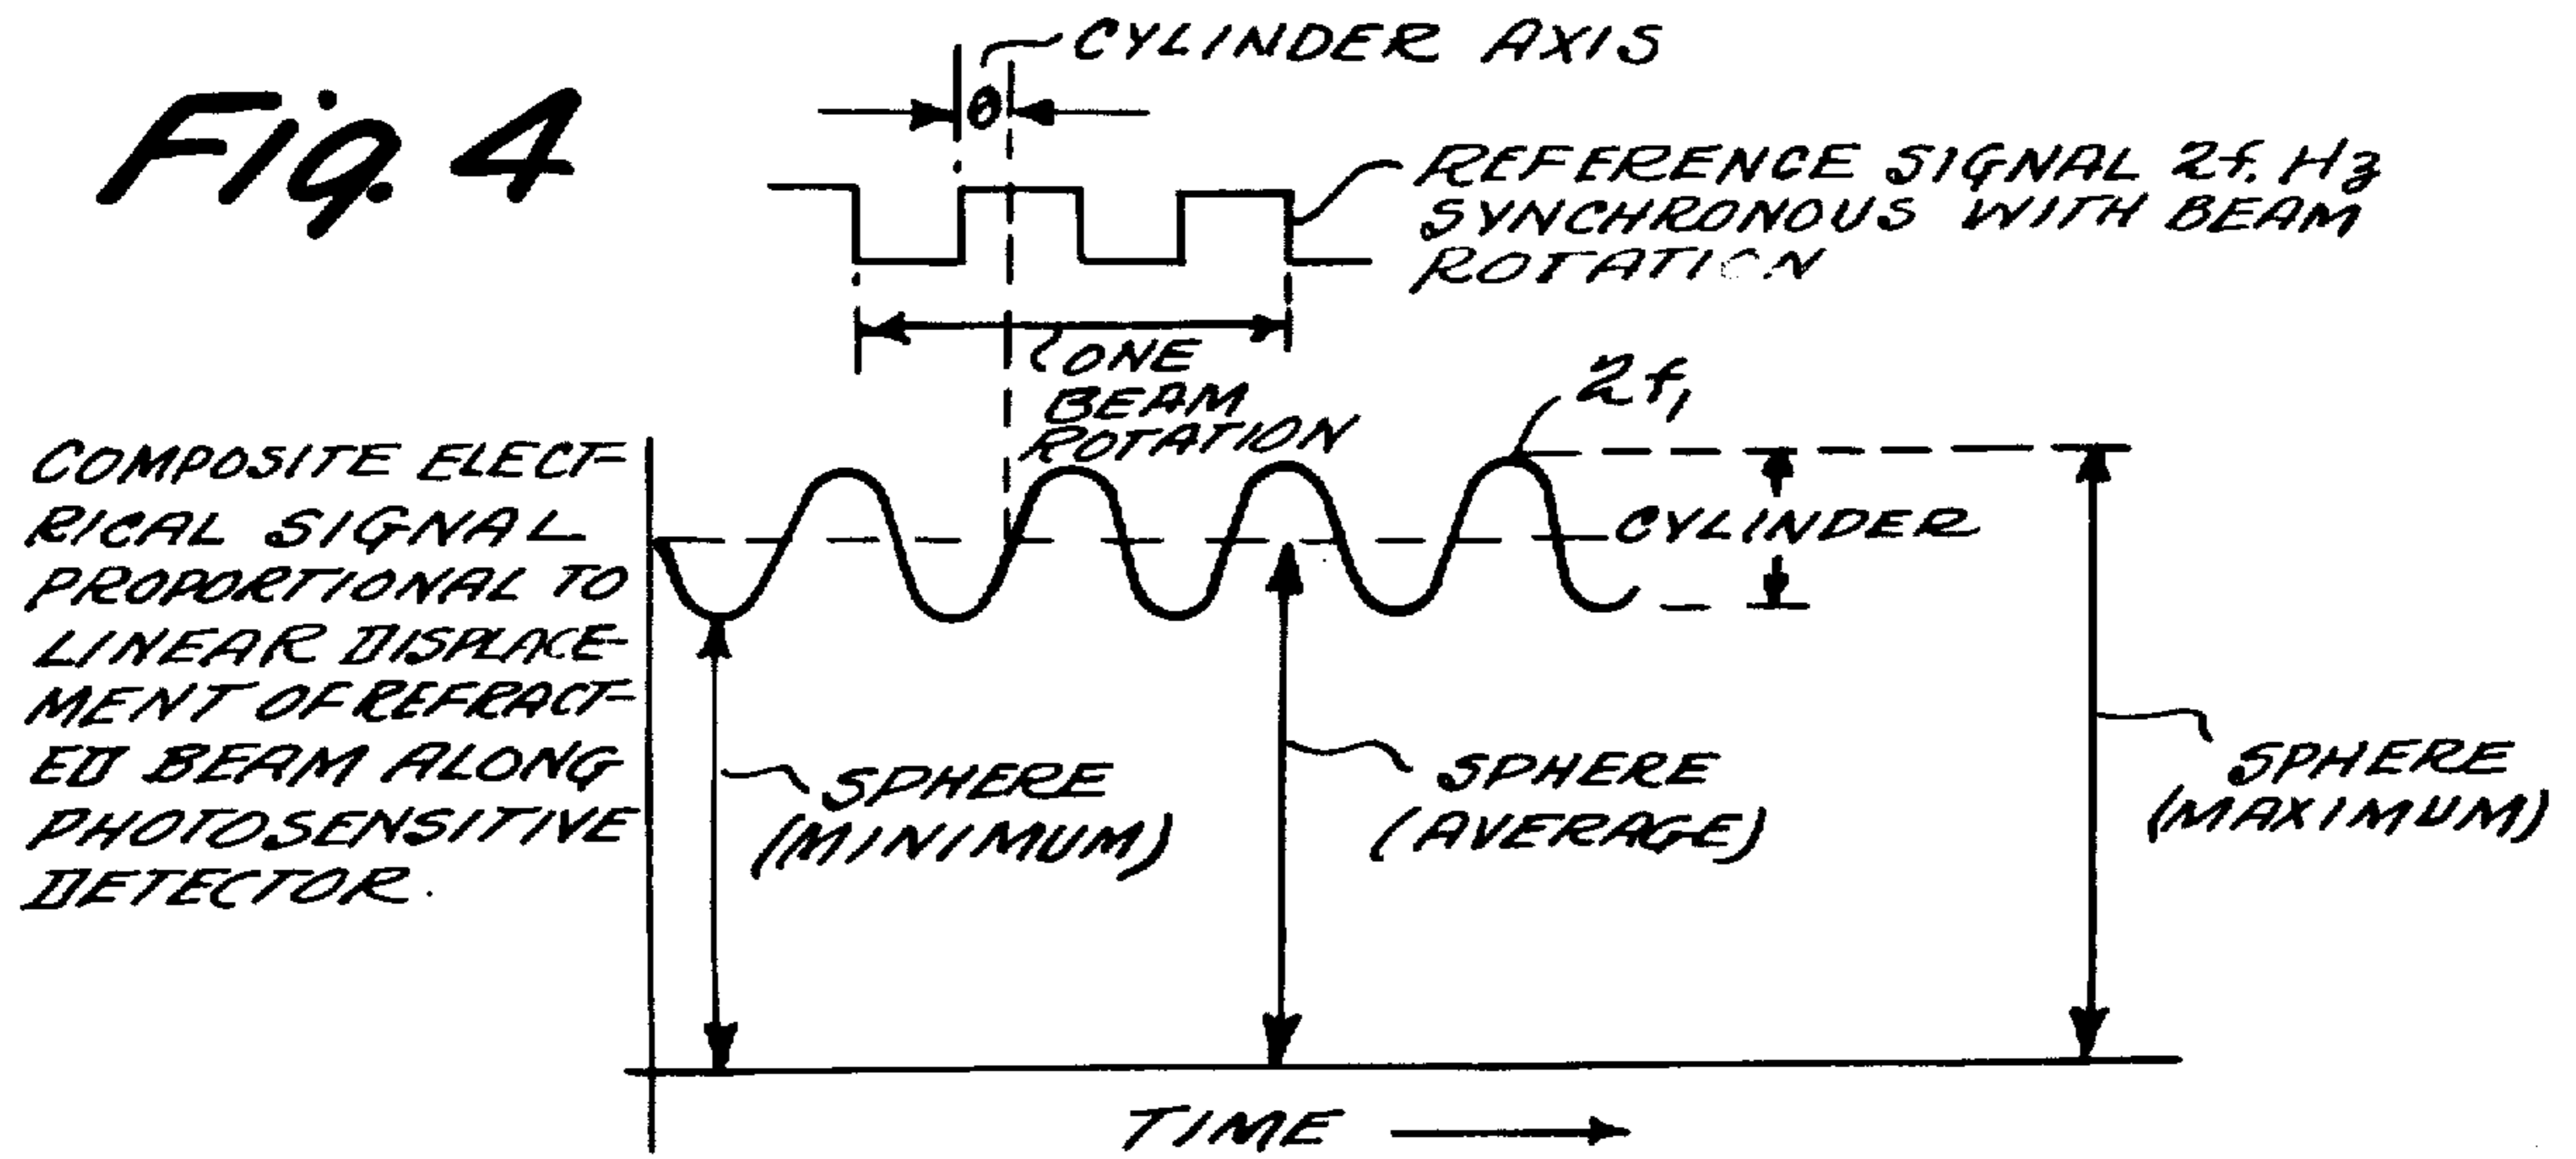 Fig. 4
CYLINDER AXIS
θ
REFERENCE SIGNAL 2f. Hz
SYNCHRONOUS WITH BEAM
ROTATION
ONE
BEAM
ROTATION
2f₁
COMPOSITE ELECT-
RICAL SIGNAL
PROPORTIONAL TO
LINEAR DISPLACE-
MENT OF REFRACT-
ED BEAM ALONG
PHOTOSENSITIVE
DETECTOR.
CYLINDER
SPHERE
(MINIMUM)
SPHERE
(AVERAGE)
SPHERE
(MAXIMUM)
TIME